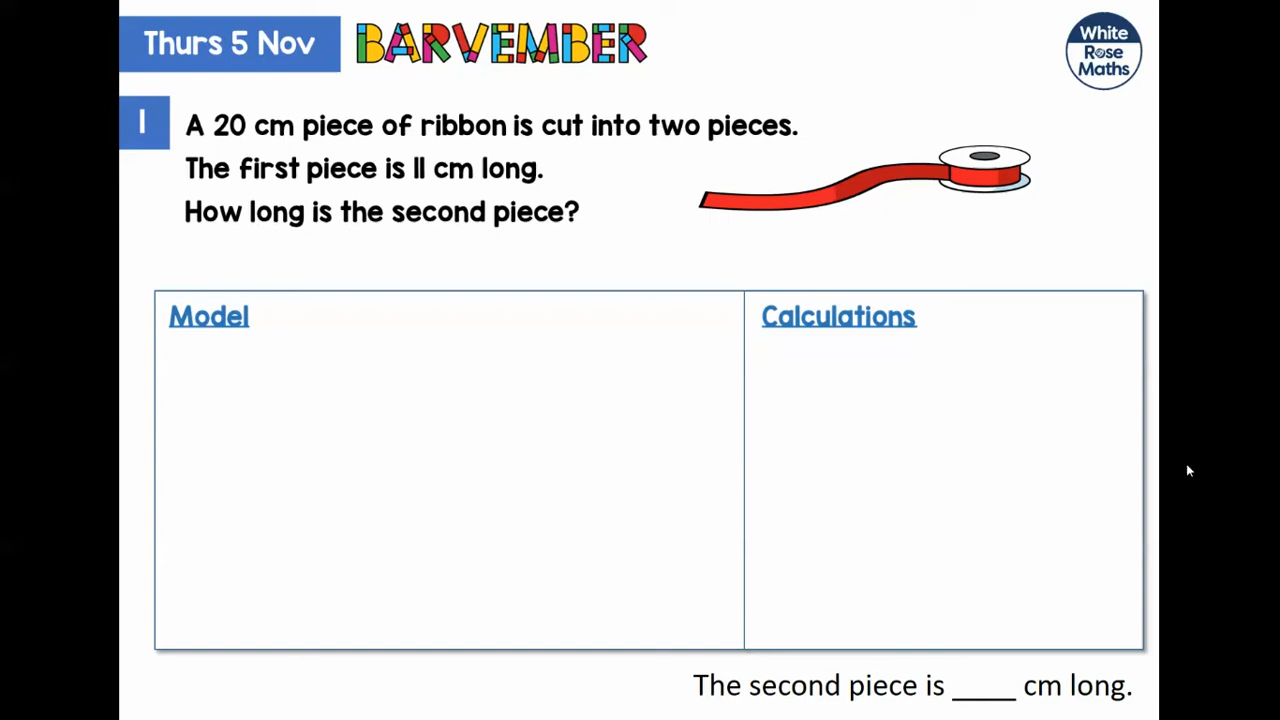 Thurs 5 Nov
BARVEMBER
White
Rose
Maths
1
A 20 cm piece of ribbon is cut into two pieces.
The first piece is 11 cm long.
How long is the second piece?
Model
Calculations
The second piece is ____ cm long.